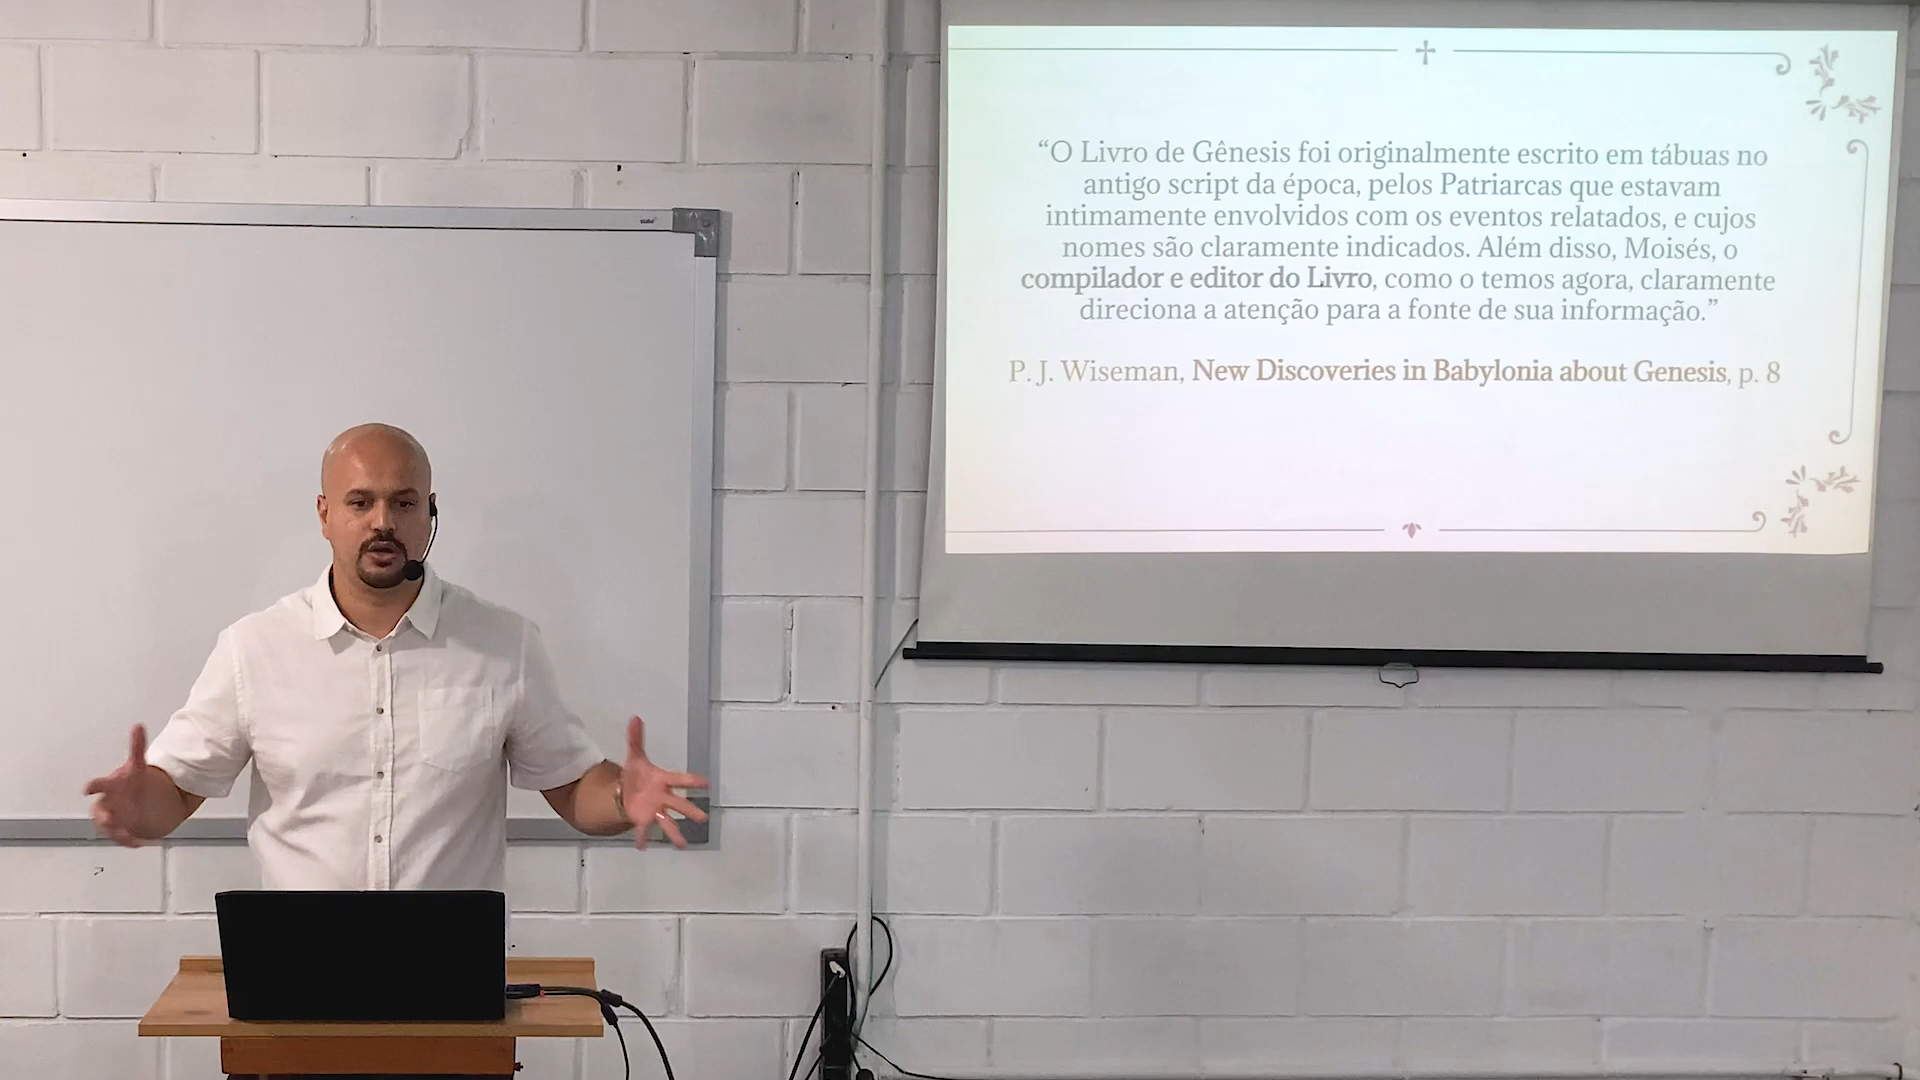 “O Livro de Gênesis foi originalmente escrito em tábuas no
antigo script da época, pelos Patriarcas que estavam
intimamente envolvidos com os eventos relatados, e cujos
nomes são claramente indicados. Além disso, Moisés, o
compilador e editor do Livro, como o temos agora, claramente
direciona a atenção para a fonte de sua informação.”
P. J. Wiseman, New Discoveries in Babylonia about Genesis, p. 8